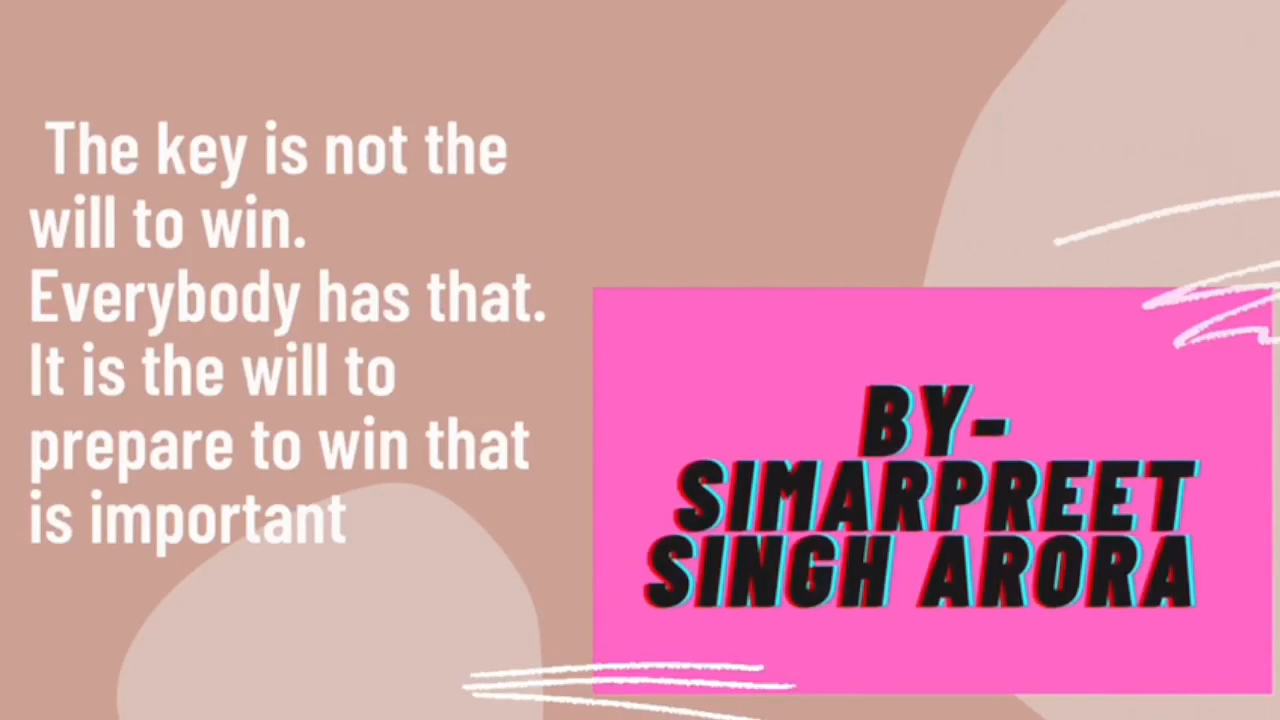 The key is not the
will to win.
Everybody has that.
It is the will to
prepare to win that
is important
BY-
SIMARPREET
SINGH ARORA